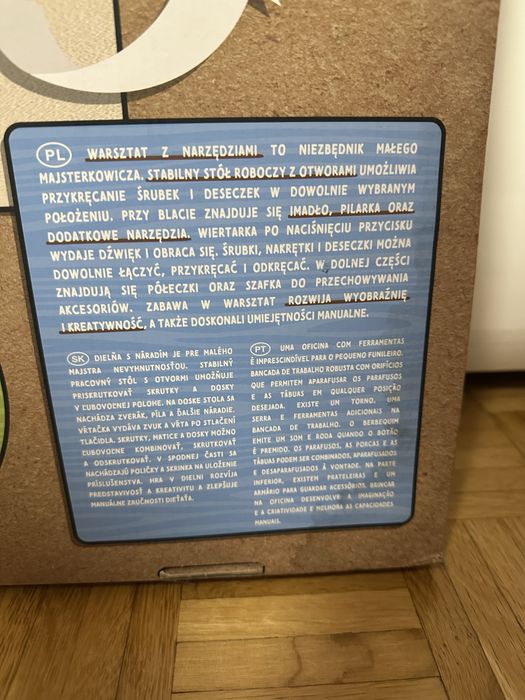 PL WARSZTAT Z NARZĘDZIAMI TO NIEZBĘDNIK MAŁEGO
MAJSTERKOWICZA. STABILNY STÓŁ ROBOCZY Z OTWORAMI UMOŻLIWIA
PRZYKRĘCANIE ŚRUBEK I DESECZEK W DOWOLNIE WYBRANYM
POŁOŻENIU. PRZY BLACIE ZNAJDUJE SIĘ IMADŁO, PILARKA ORAZ
DODATKOWE NARZĘDZIA. WIERTARKA PO NACIŚNIĘCIU PRZYCISKU
WYDAJE DŹWIĘK I OBRACA SIĘ. ŚRUBKI, NAKRĘTKI I DESECZKI MOŻNA
DOWOLNIE ŁĄCZYĆ, PRZYKRĘCAĆ I ODKRĘCAĆ. W DOLNEJ CZĘŚCI
ZNAJDUJĄ SIĘ PÓŁECZKI ORAZ SZAFKA DO PRZECHOWYWANIA
AKCESORIÓW. ZABAWA W WARSZTAT ROZWIJA WYOBRAŹNIĘ
I KREATYWNOŚĆ, A TAKŻE DOSKONALI UMIEJĘTNOŚCI MANUALNE.
SK DIELŇA S NÁRADÍM JE PRE MALÉHO
MAJSTRA NEVYHNUTNOSŤOU. STABILNÝ
PRACOVNÝ STÔL S OTVORMI UMOŽŇUJE
PRISKRUTKOVAŤ SKRUTKY A DOSKY
V ĽUBOVOĽNEJ POLOHE. NA DOSKE STOLA SA
NACHÁDZA ZVERÁK, PÍLA A ĎALŠIE NÁRADIE.
VŔTAČKA VYDÁVA ZVUK A VŔTA PO STLAČENÍ
TLAČIDLA. SKRUTKY, MATICE A DOSKY MOŽNO
ĽUBOVOĽNE KOMBINOVAŤ, SKRUTKOVAŤ
A ODSKRUTKOVAŤ. V SPODNEJ ČASTI SA
NACHÁDZAJÚ POLIČKY A SKRINKA NA ULOŽENIE
PRÍSLUŠENSTVA. HRA V DIELNI ROZVÍJA
PREDSTAVIVOSŤ A KREATIVITU A ZLEPŠUJE
MANUÁLNE ZRUČNOSTI DIEŤAŤA.
PT UMA OFICINA COM FERRAMENTAS
É IMPRESCINDÍVEL PARA O PEQUENO FUNILEIRO.
BANCADA DE TRABALHO ROBUSTA COM ORIFÍCIOS
QUE PERMITEM APARAFUSAR OS PARAFUSOS
E AS TÁBUAS EM QUALQUER POSIÇÃO
DESEJADA. EXISTE UM TORNO, UMA
SERRA E FERRAMENTAS ADICIONAIS NA
BANCADA DE TRABALHO. O BERBEQUIM
EMITE UM SOM E RODA QUANDO O BOTÃO
É PREMIDO. OS PARAFUSOS, AS PORCAS E AS
TÁBUAS PODEM SER COMBINADOS, APARAFUSADOS
E DESAPARAFUSADOS À VONTADE. NA PARTE
INFERIOR, EXISTEM PRATELEIRAS E UM
ARMÁRIO PARA GUARDAR ACESSÓRIOS. BRINCAR
NA OFICINA DESENVOLVE A IMAGINAÇÃO
E A CRIATIVIDADE E MELHORA AS CAPACIDADES
MANUAIS.